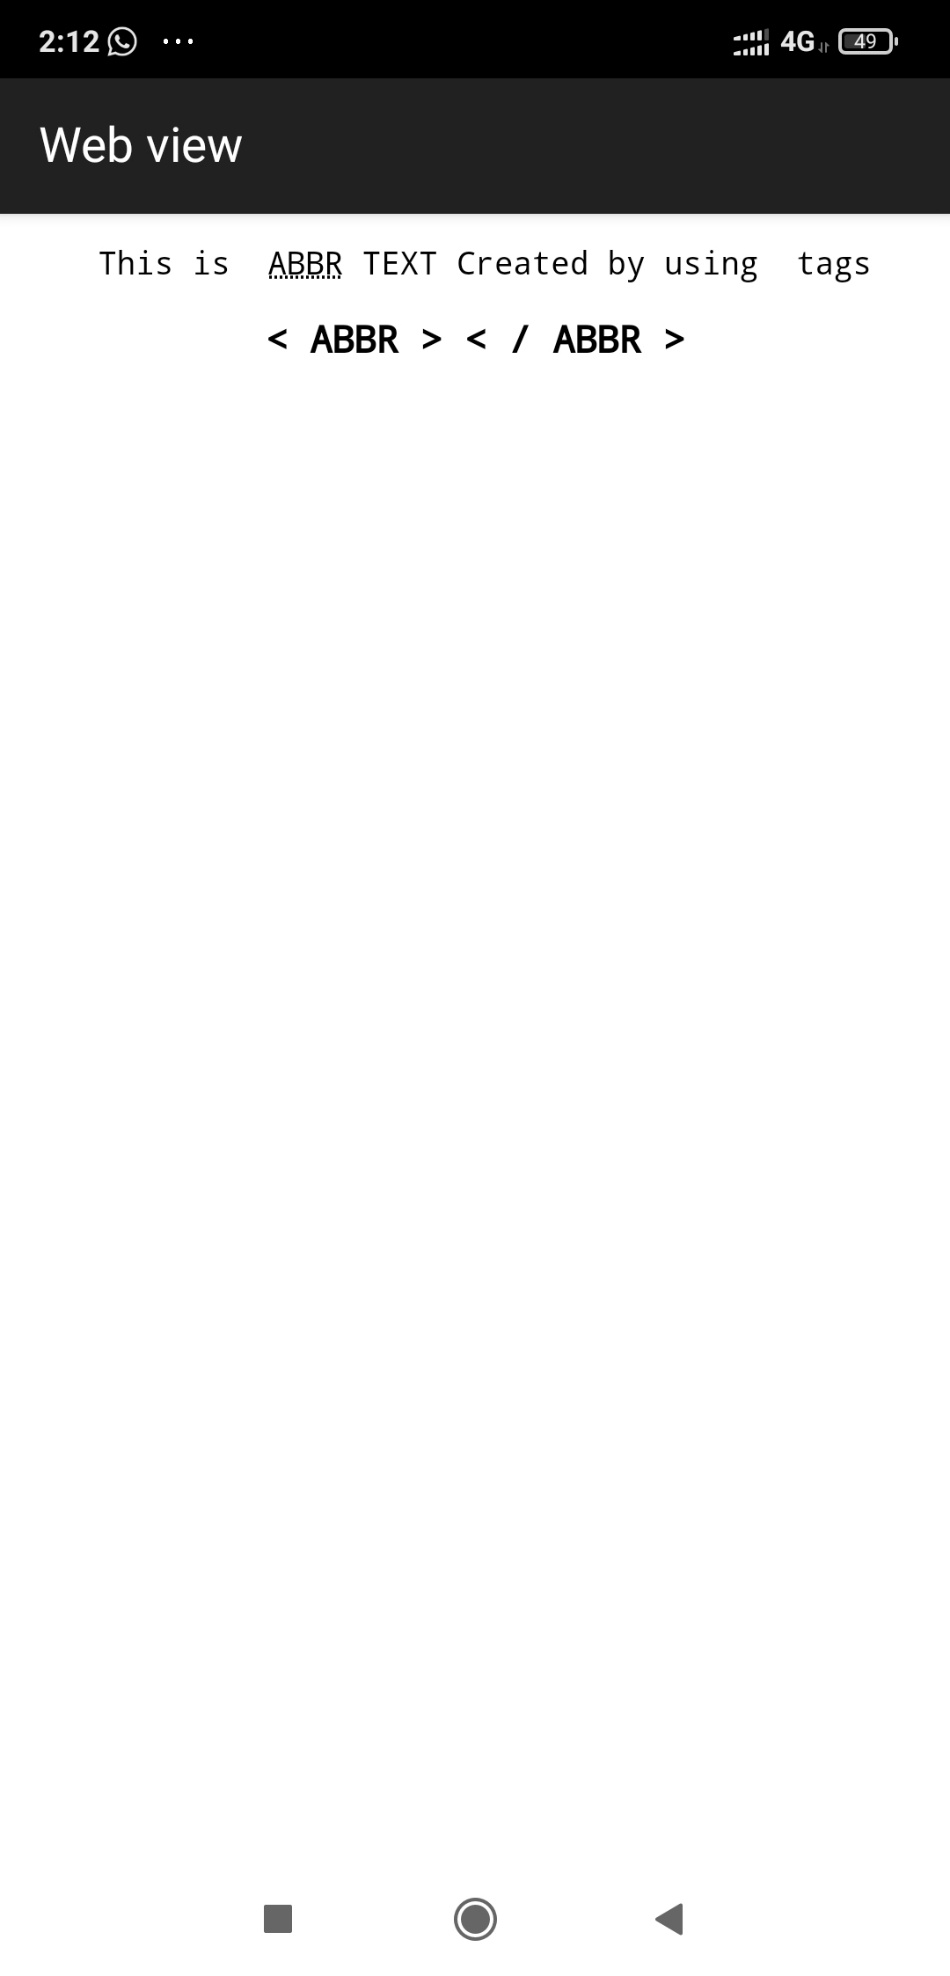 2:12 ... 4G 49
Web view
This is  ABBR TEXT Created by using  tags
< ABBR > < / ABBR >